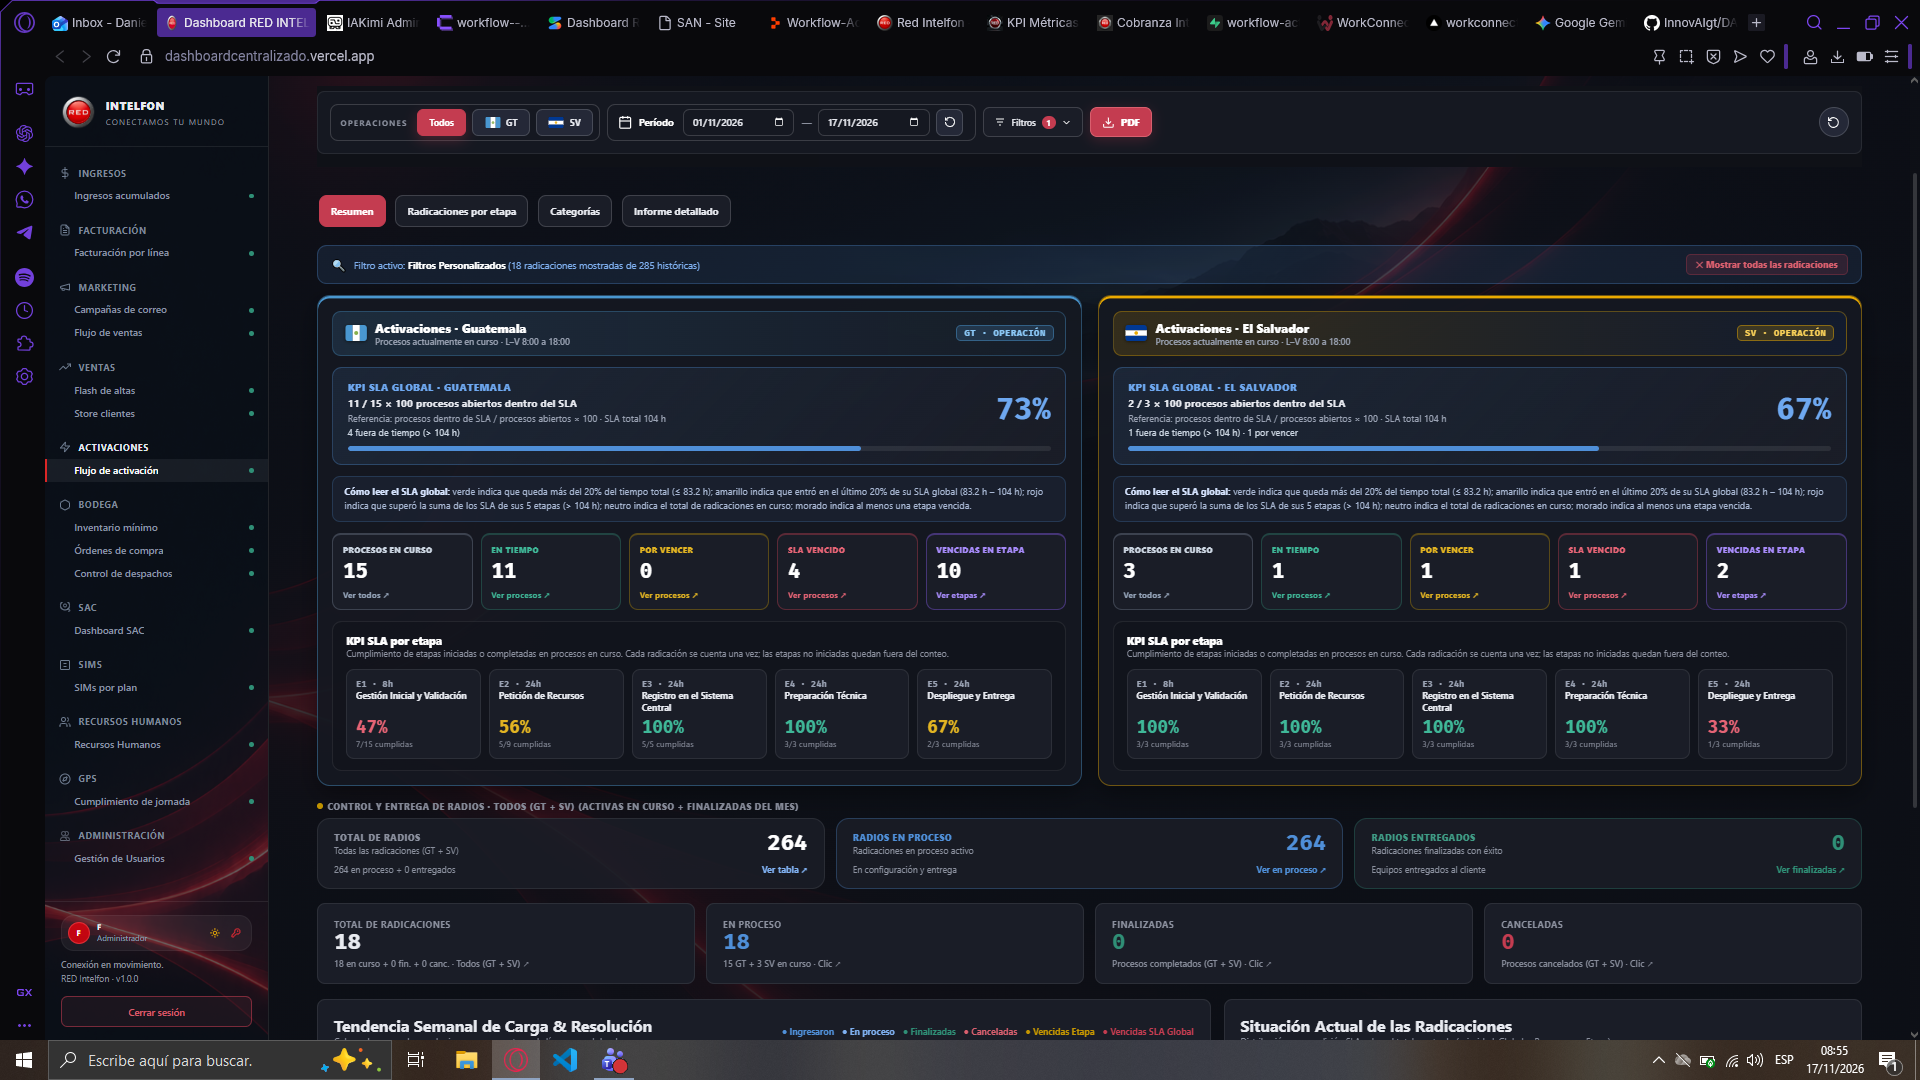 Inbox - Danie
Dashboard RED INTEL
IAKimi Admin
workflow--
Dashboard R
SAN - Site
Workflow-Ac
Red Intelfon
KPI Métricas
Cobranza Int
workflow-ac
WorkConnec
workconnec
Google Gem
InnovAIgt/DA
dashboardcentralizado.vercel.app
RED
INTELFON
CONECTAMOS TU MUNDO
INGRESOS
Ingresos acumulados
FACTURACIÓN
Facturación por línea
MARKETING
Campañas de correo
Flujo de ventas
VENTAS
Flash de altas
Store clientes
ACTIVACIONES
Flujo de activación
BODEGA
Inventario mínimo
Órdenes de compra
Control de despachos
SAC
Dashboard SAC
SIMS
SIMs por plan
RECURSOS HUMANOS
Recursos Humanos
GPS
Cumplimiento de jornada
ADMINISTRACIÓN
Gestión de Usuarios
F
F
Administrador
Conexión en movimiento.
RED Intelfon · v1.0.0
Cerrar sesión
GX
OPERACIONES Todos GT SV
Período 01/11/2026 — 17/11/2026
Filtros 1
PDF
Resumen
Radicaciones por etapa
Categorías
Informe detallado
Filtro activo: Filtros Personalizados (18 radicaciones mostradas de 285 históricas)
✕ Mostrar todas las radicaciones
Activaciones - Guatemala
Procesos actualmente en curso · L–V 8:00 a 18:00
GT · OPERACIÓN
KPI SLA GLOBAL - GUATEMALA
11 / 15 × 100 procesos abiertos dentro del SLA
Referencia: procesos dentro de SLA / procesos abiertos × 100 · SLA total 104 h
4 fuera de tiempo (> 104 h)
73%
Cómo leer el SLA global: verde indica que queda más del 20% del tiempo total (≤ 83.2 h); amarillo indica que entró en el último 20% de su SLA global (83.2 h – 104 h); rojo
indica que superó la suma de los SLA de sus 5 etapas (> 104 h); neutro indica el total de radicaciones en curso; morado indica al menos una etapa vencida.
PROCESOS EN CURSO
15
Ver todos ↗
EN TIEMPO
11
Ver procesos ↗
POR VENCER
0
Ver procesos ↗
SLA VENCIDO
4
Ver procesos ↗
VENCIDAS EN ETAPA
10
Ver etapas ↗
KPI SLA por etapa
Cumplimiento de etapas iniciadas o completadas en procesos en curso. Cada radicación se cuenta una vez; las etapas no iniciadas quedan fuera del conteo.
E1 · 8h
Gestión Inicial y Validación
47%
7/15 cumplidas
E2 · 24h
Petición de Recursos
56%
5/9 cumplidas
E3 · 24h
Registro en el Sistema
Central
100%
5/5 cumplidas
E4 · 24h
Preparación Técnica
100%
3/3 cumplidas
E5 · 24h
Despliegue y Entrega
67%
2/3 cumplidas
Activaciones - El Salvador
Procesos actualmente en curso · L–V 8:00 a 18:00
SV · OPERACIÓN
KPI SLA GLOBAL - EL SALVADOR
2 / 3 × 100 procesos abiertos dentro del SLA
Referencia: procesos dentro de SLA / procesos abiertos × 100 · SLA total 104 h
1 fuera de tiempo (> 104 h) · 1 por vencer
67%
Cómo leer el SLA global: verde indica que queda más del 20% del tiempo total (≤ 83.2 h); amarillo indica que entró en el último 20% de su SLA global (83.2 h – 104 h); rojo
indica que superó la suma de los SLA de sus 5 etapas (> 104 h); neutro indica el total de radicaciones en curso; morado indica al menos una etapa vencida.
PROCESOS EN CURSO
3
Ver todos ↗
EN TIEMPO
1
Ver procesos ↗
POR VENCER
1
Ver procesos ↗
SLA VENCIDO
1
Ver procesos ↗
VENCIDAS EN ETAPA
2
Ver etapas ↗
KPI SLA por etapa
Cumplimiento de etapas iniciadas o completadas en procesos en curso. Cada radicación se cuenta una vez; las etapas no iniciadas quedan fuera del conteo.
E1 · 8h
Gestión Inicial y Validación
100%
3/3 cumplidas
E2 · 24h
Petición de Recursos
100%
3/3 cumplidas
E3 · 24h
Registro en el Sistema
Central
100%
3/3 cumplidas
E4 · 24h
Preparación Técnica
100%
3/3 cumplidas
E5 · 24h
Despliegue y Entrega
33%
1/3 cumplidas
CONTROL Y ENTREGA DE RADIOS · TODOS (GT + SV) (ACTIVAS EN CURSO + FINALIZADAS DEL MES)
TOTAL DE RADIOS
Todas las radicaciones (GT + SV)
264
264 en proceso + 0 entregados
Ver tabla ↗
RADIOS EN PROCESO
Radicaciones en proceso activo
264
En configuración y entrega
Ver en proceso ↗
RADIOS ENTREGADOS
Radicaciones finalizadas con éxito
0
Equipos entregados al cliente
Ver finalizadas ↗
TOTAL DE RADICACIONES
18
18 en curso + 0 fin. + 0 canc. · Todos (GT + SV) ↗
EN PROCESO
18
15 GT + 3 SV en curso · Clic ↗
FINALIZADAS
0
Procesos completados (GT + SV) · Clic ↗
CANCELADAS
0
Procesos cancelados (GT + SV) · Clic ↗
Tendencia Semanal de Carga & Resolución
Ingresaron En proceso Finalizadas Canceladas Vencidas Etapa Vencidas SLA Global
Situación Actual de las Radicaciones
Escribe aquí para buscar.
ESP
08:55
17/11/2026
1